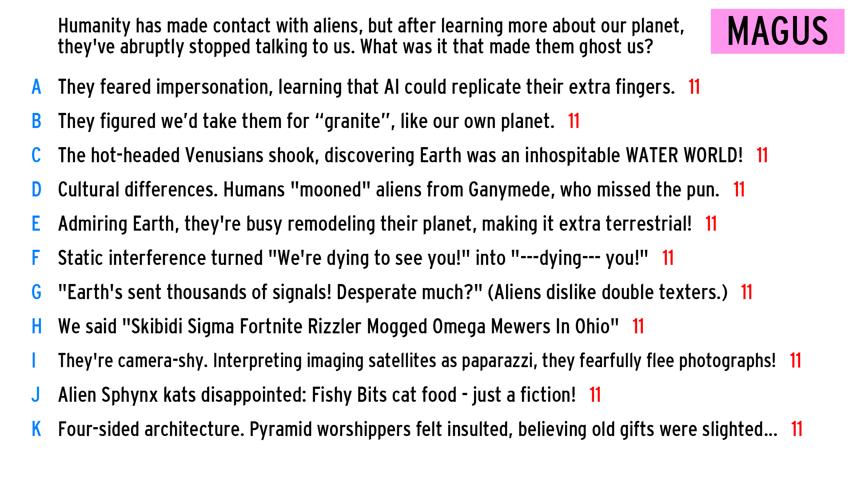 Humanity has made contact with aliens, but after learning more about our planet,
they've abruptly stopped talking to us. What was it that made them ghost us?
MAGUS
A They feared impersonation, learning that AI could replicate their extra fingers. 11
B They figured we’d take them for “granite”, like our own planet. 11
C The hot-headed Venusians shook, discovering Earth was an inhospitable WATER WORLD! 11
D Cultural differences. Humans "mooned" aliens from Ganymede, who missed the pun. 11
E Admiring Earth, they're busy remodeling their planet, making it extra terrestrial! 11
F Static interference turned "We're dying to see you!" into "---dying--- you!" 11
G "Earth's sent thousands of signals! Desperate much?" (Aliens dislike double texters.) 11
H We said "Skibidi Sigma Fortnite Rizzler Mogged Omega Mewers In Ohio" 11
I They're camera-shy. Interpreting imaging satellites as paparazzi, they fearfully flee photographs! 11
J Alien Sphynx kats disappointed: Fishy Bits cat food - just a fiction! 11
K Four-sided architecture. Pyramid worshippers felt insulted, believing old gifts were slighted... 11